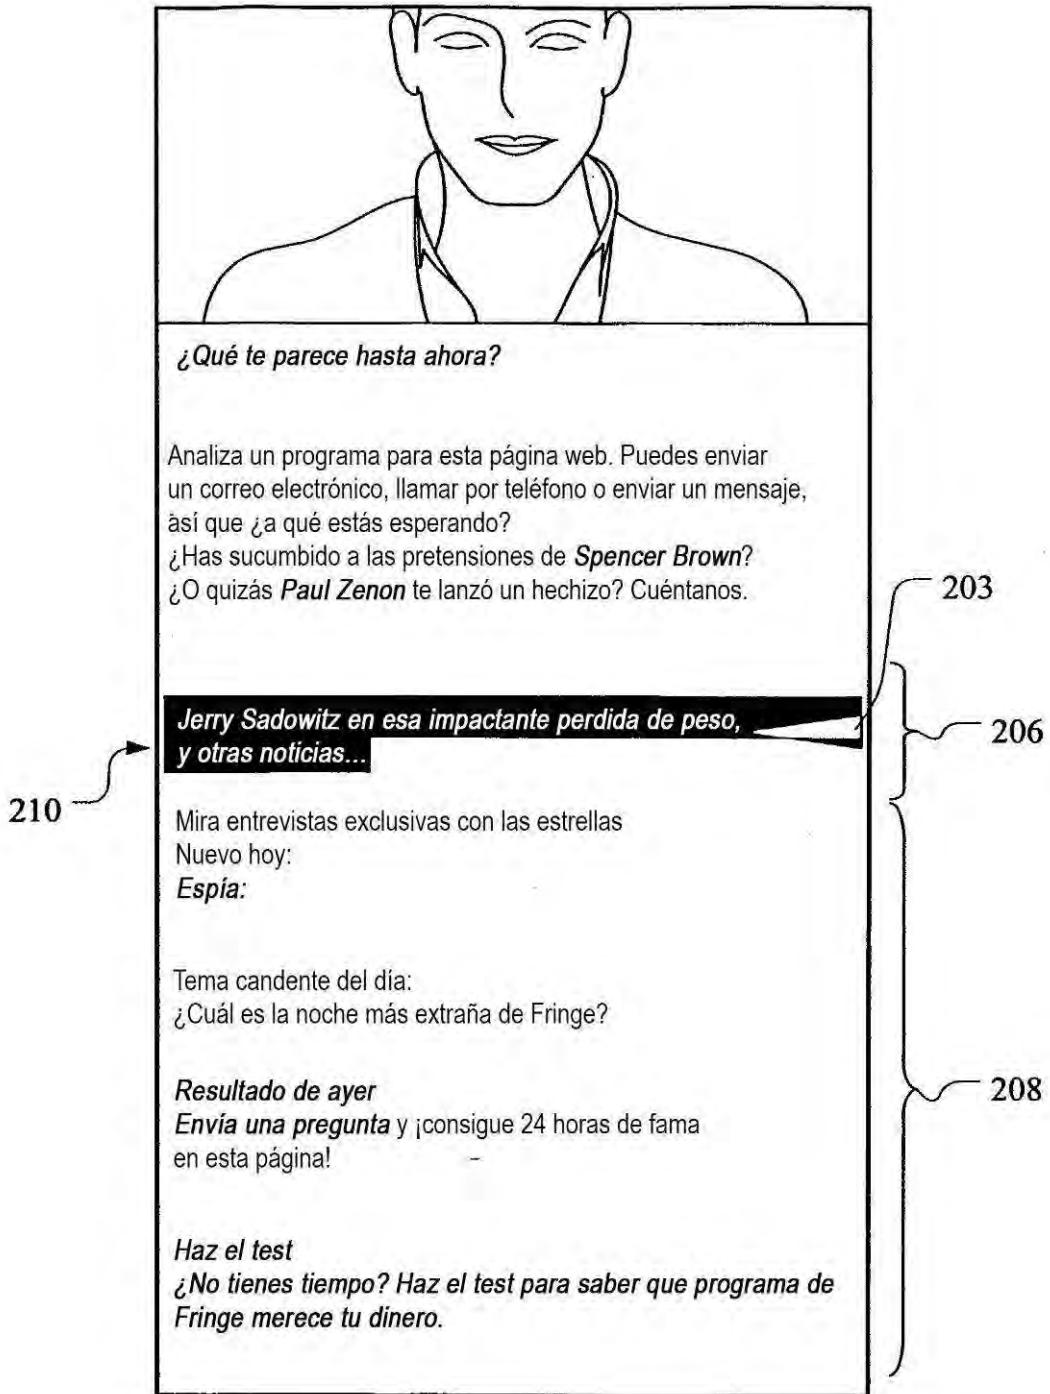 ¿Qué te parece hasta ahora?
Analiza un programa para esta página web. Puedes enviar
un correo electrónico, llamar por teléfono o enviar un mensaje,
así que ¿a qué estás esperando?
¿Has sucumbido a las pretensiones de Spencer Brown?
¿O quizás Paul Zenon te lanzó un hechizo? Cuéntanos.
203
Jerry Sadowitz en esa impactante perdida de peso,
y otras noticias...
206
210
Mira entrevistas exclusivas con las estrellas
Nuevo hoy:
Espía:
Tema candente del día:
¿Cuál es la noche más extraña de Fringe?
Resultado de ayer
208
Envía una pregunta y ¡consigue 24 horas de fama
en esta página!
Haz el test
¿No tienes tiempo? Haz el test para saber que programa de
Fringe merece tu dinero.